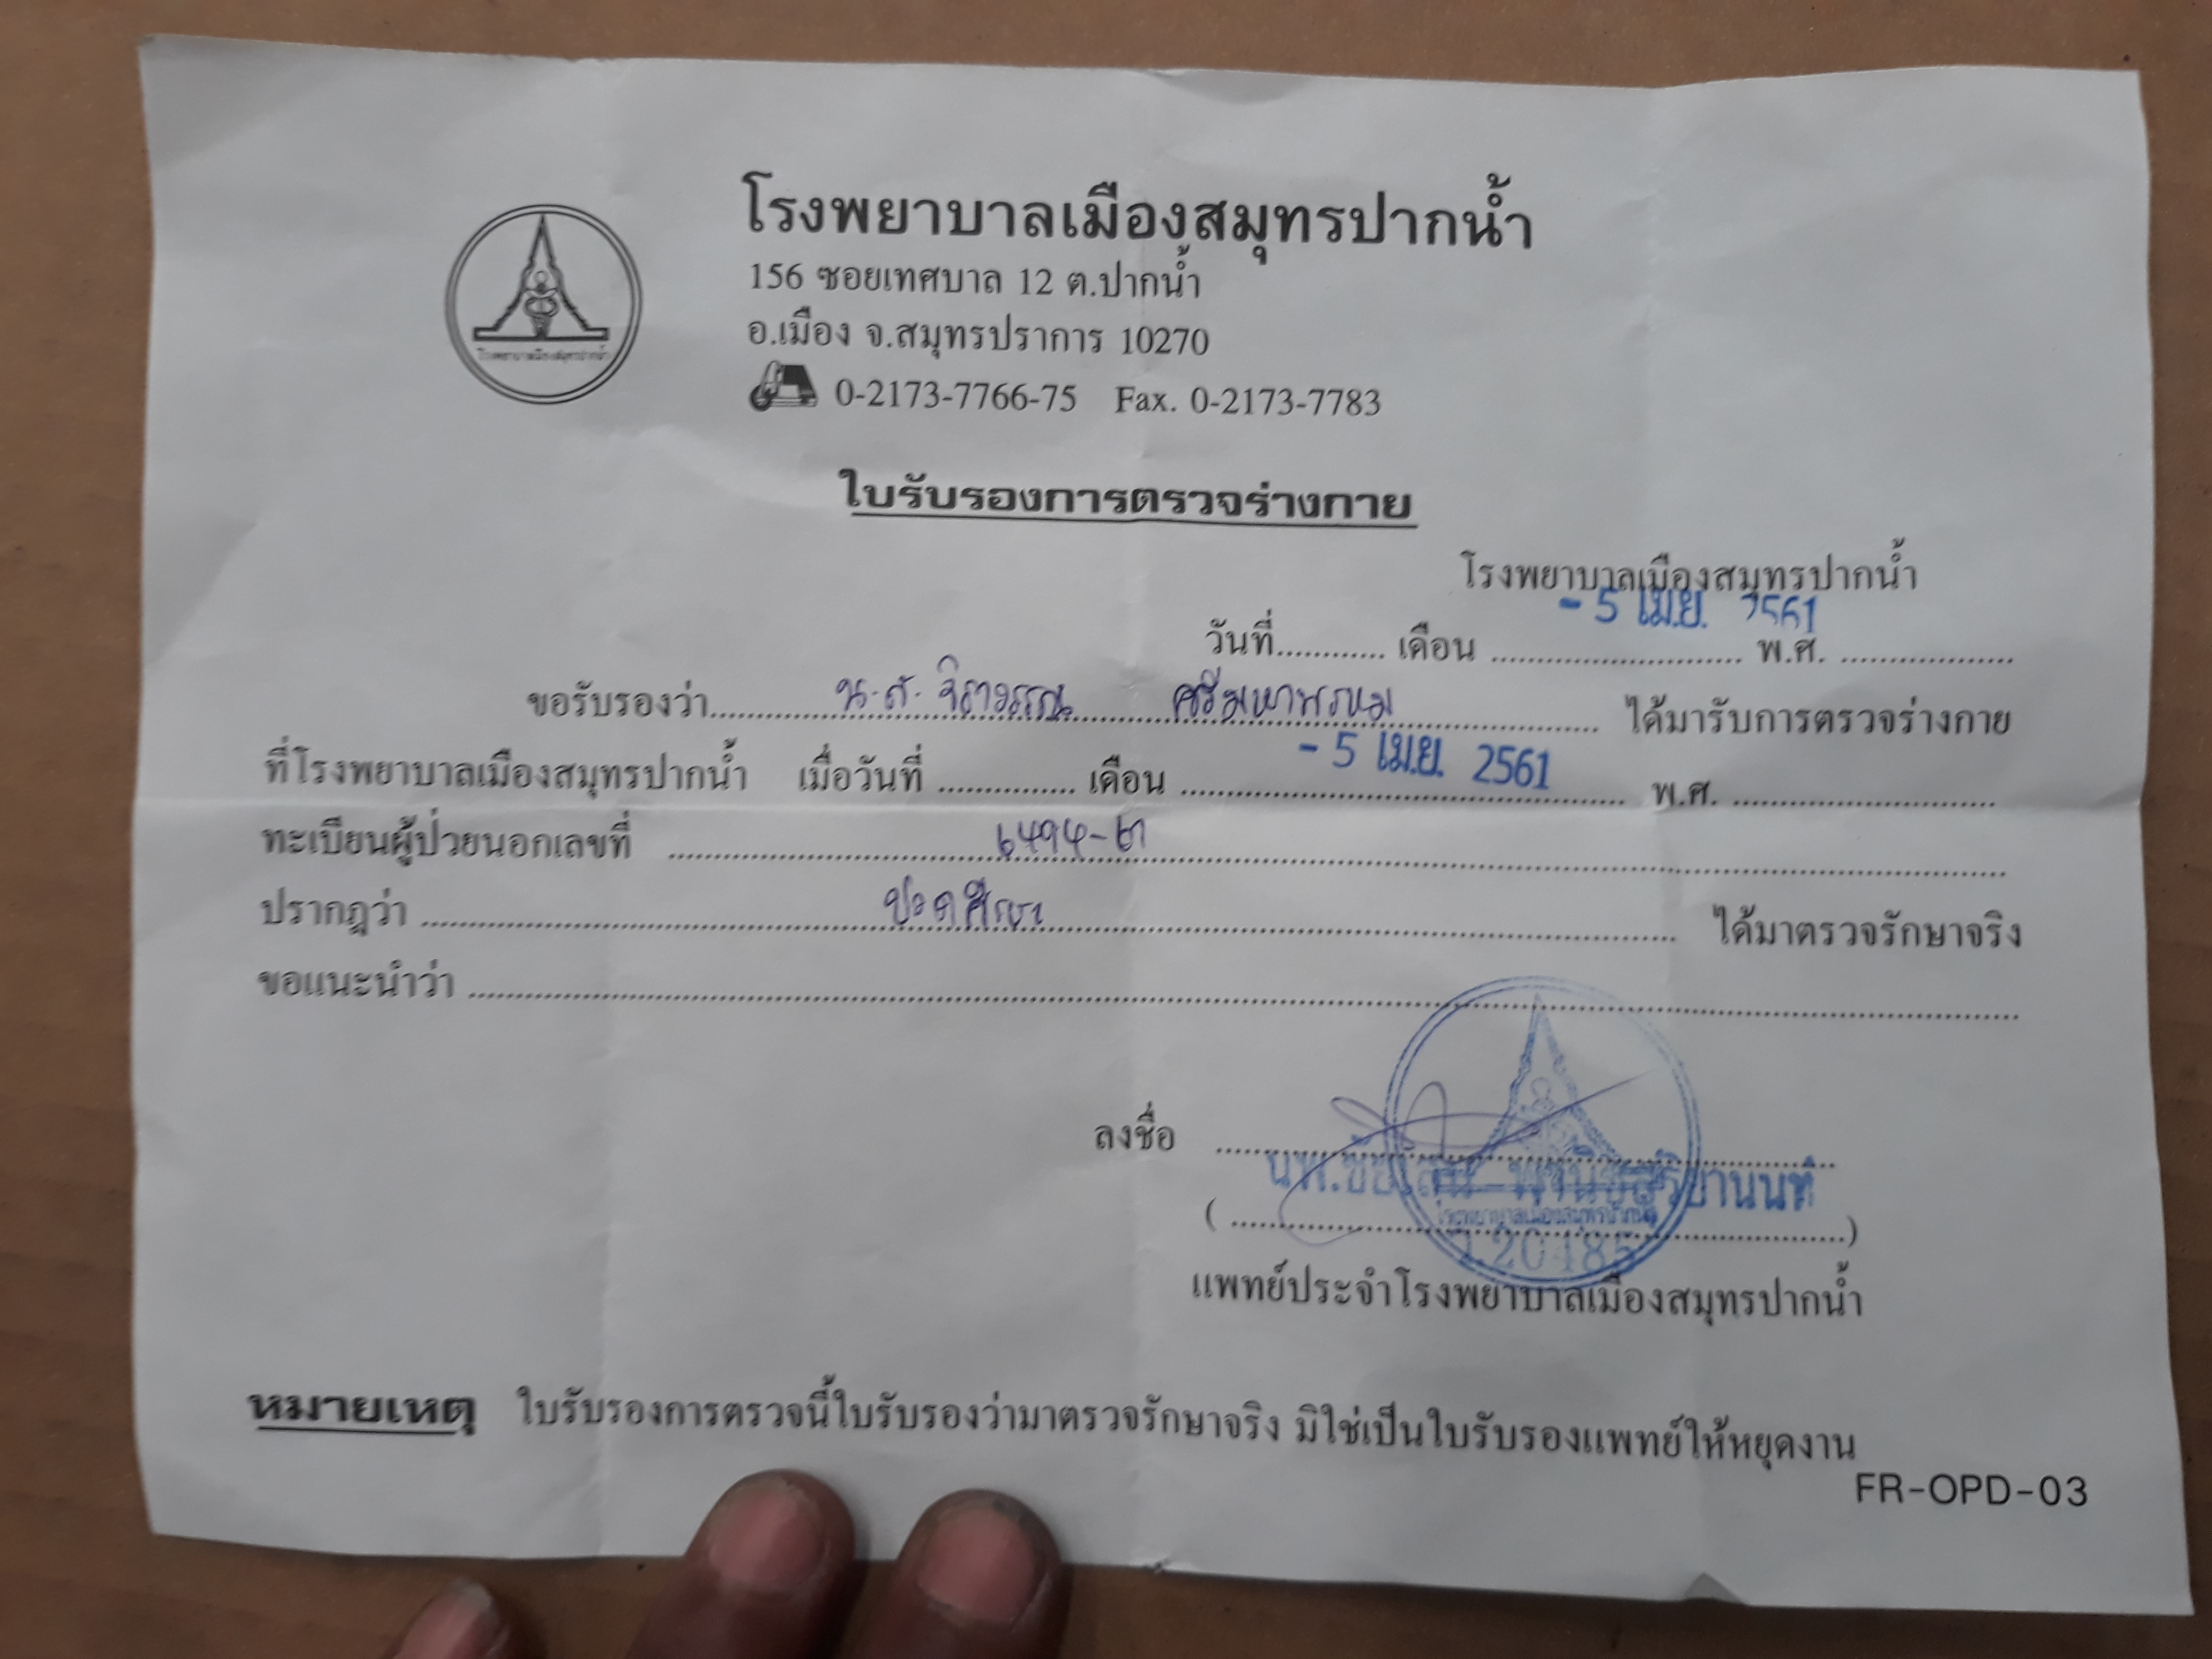 โรงพยาบาลเมืองสมุทรปากน้ำ
156 ซอยเทศบาล 12 ต.ปากน้ำ
อ.เมือง จ.สมุทรปราการ 10270
0-2173-7766-75 Fax. 0-2173-7783
ใบรับรองการตรวจร่างกาย
โรงพยาบาลเมืองสมุทรปากน้ำ
วันที่............ เดือน ............................ พ.ศ. .................... - 5 เม.ย. 2561
ขอรับรองว่า น.ส. ได้มารับการตรวจร่างกาย
ที่โรงพยาบาลเมืองสมุทรปากน้ำ เมื่อวันที่ ............... เดือน - 5 เม.ย. 2561 พ.ศ. ..............................
ทะเบียนผู้ป่วยนอกเลขที่
ปรากฏว่า ปวดศีรษะ ได้มาตรวจรักษาจริง
ขอแนะนำว่า ............................................................
ลงชื่อ
แพทย์ประจำโรงพยาบาลเมืองสมุทรปากน้ำ
หมายเหตุ ใบรับรองการตรวจนี้ใบรับรองว่ามาตรวจรักษาจริง มิใช่เป็นใบรับรองแพทย์ให้หยุดงาน
FR-OPD-03